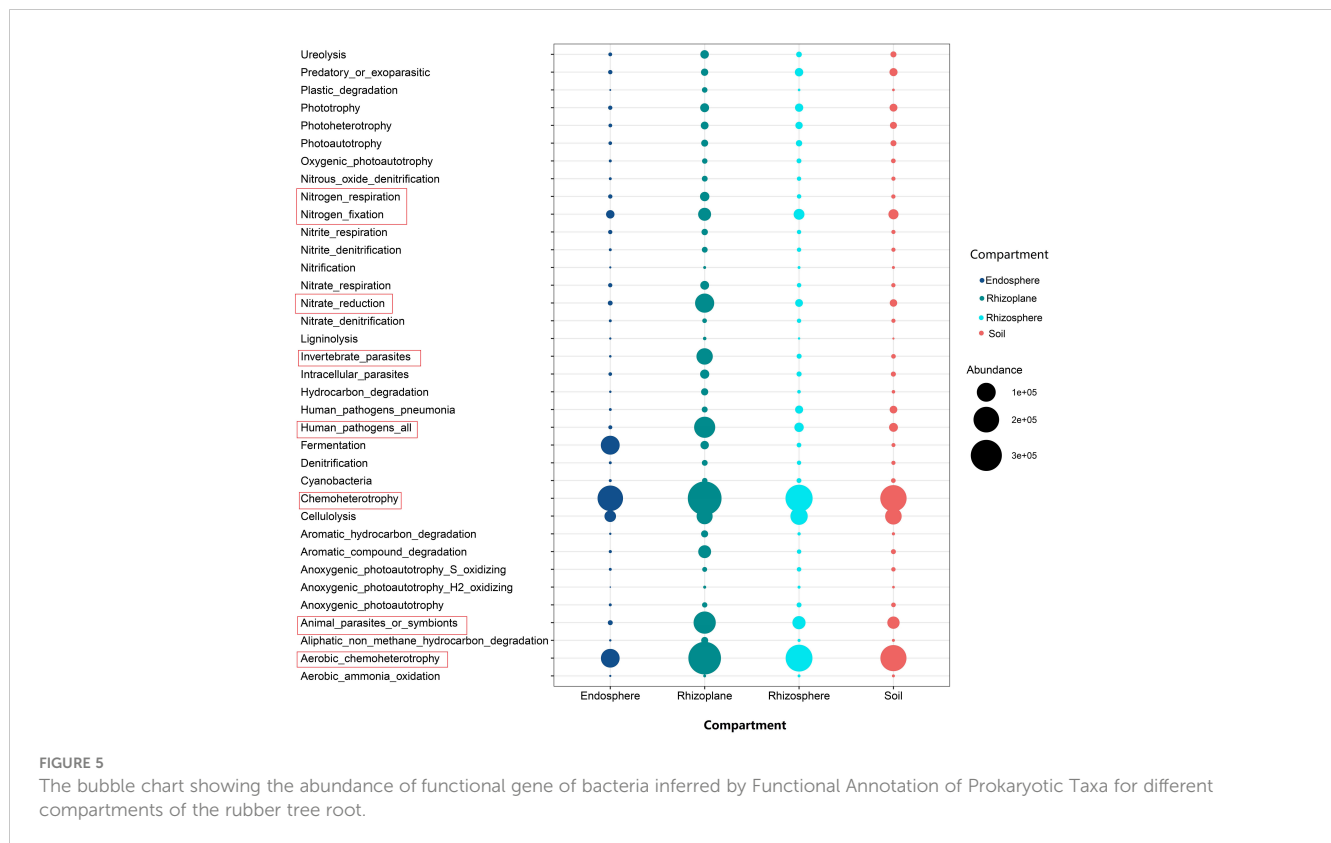 Ureolysis
Predatory_or_exoparasitic
Plastic_degradation
Phototrophy
Photoheterotrophy
Photoautotrophy
Oxygenic_photoautotrophy
Nitrous_oxide_denitrification
Nitrogen_respiration
Nitrogen_fixation
Nitrite_respiration
Nitrite_denitrification
Nitrification
Nitrate_respiration
Nitrate_reduction
Nitrate_denitrification
Ligninolysis
Invertebrate_parasites
Intracellular_parasites
Hydrocarbon_degradation
Human_pathogens_pneumonia
Human_pathogens_all
Fermentation
Denitrification
Cyanobacteria
Chemoheterotrophy
Cellulolysis
Aromatic_hydrocarbon_degradation
Aromatic_compound_degradation
Anoxygenic_photoautotrophy_S_oxidizing
Anoxygenic_photoautotrophy_H2_oxidizing
Anoxygenic_photoautotrophy
Animal_parasites_or_symbionts
Aliphatic_non_methane_hydrocarbon_degradation
Aerobic_chemoheterotrophy
Aerobic_ammonia_oxidation
Endosphere Rhizoplane Rhizosphere Soil
Compartment
Compartment
Endosphere
Rhizoplane
Rhizosphere
Soil
Abundance
1e+05
2e+05
3e+05
FIGURE 5
The bubble chart showing the abundance of functional gene of bacteria inferred by Functional Annotation of Prokaryotic Taxa for different
compartments of the rubber tree root.